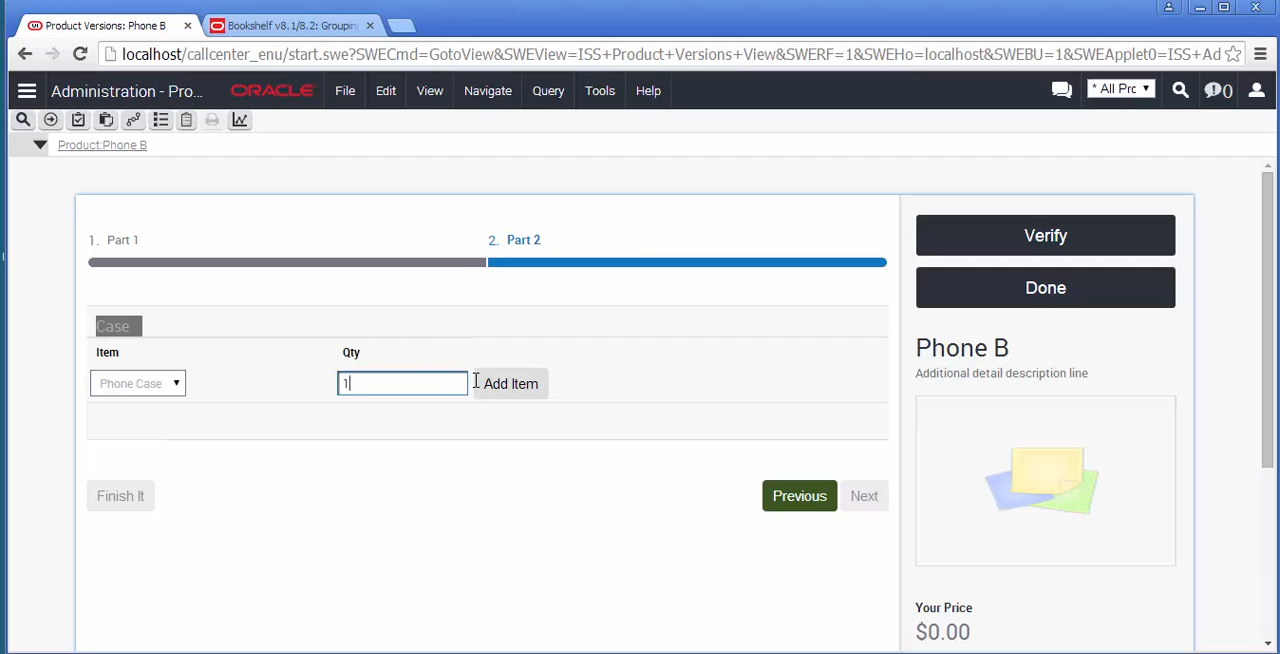 Product Versions: Phone B
Bookshelf v8.1/8.2: Grouping
localhost/callcenter_enu/start.swe?SWECmd=GotoView&SWEView=ISS+Product+Versions+View&SWERF=1&SWEHo=localhost&SWEBU=1&SWEApplet0=ISS+Ad
Administration - Pro... ORACLE File Edit View Navigate Query Tools Help * All Prc 0
Product:Phone B
1. Part 1 2. Part 2
Verify
Done
Case
Item Qty
Phone Case 1 Add Item
Phone B
Additional detail description line
Finish It Previous Next
Your Price
$0.00